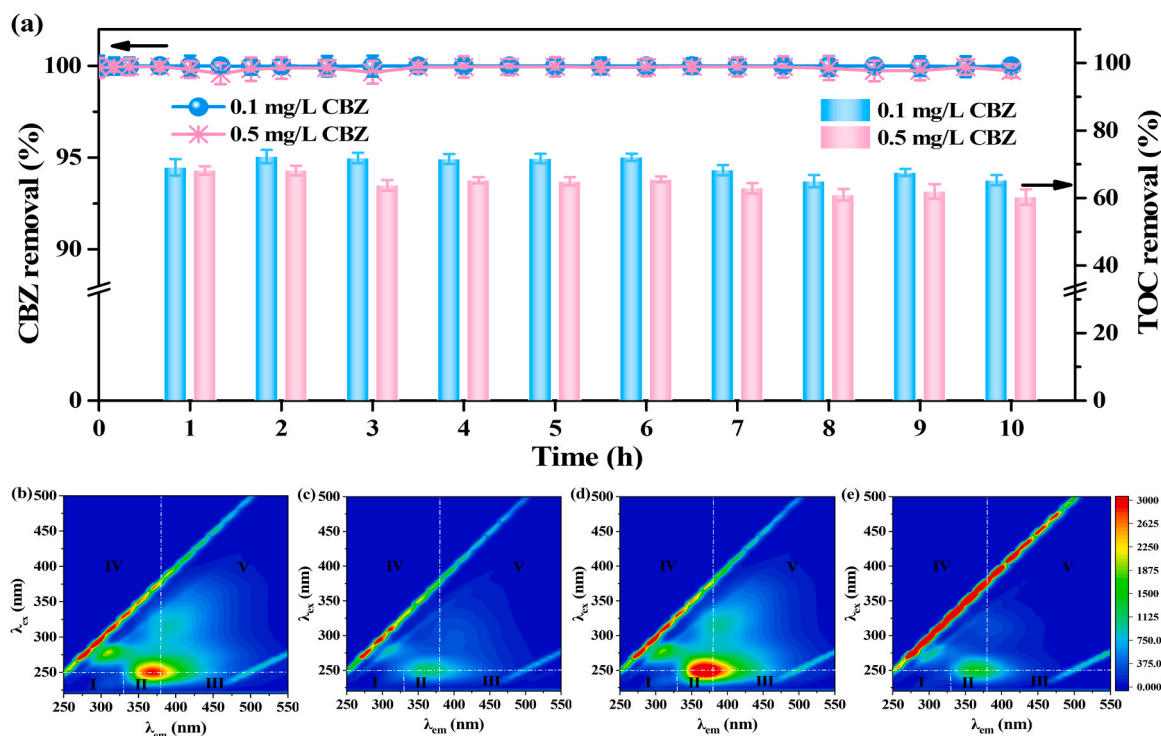 (a)
100
95
90
0
CBZ removal (%)
0.1 mg/L CBZ
0.5 mg/L CBZ
0.1 mg/L CBZ
0.5 mg/L CBZ
100
80
60
40
20
0
TOC removal (%)
0 1 2 3 4 5 6 7 8 9 10
Time (h)
(b)
500
450
400
350
300
250
λex (nm)
IV
V
I
II
III
250 300 350 400 450 500 550
λem (nm)
(c)
500
450
400
350
300
250
λex (nm)
IV
V
I
II
III
250 300 350 400 450 500 550
λem (nm)
(d)
500
450
400
350
300
250
λex (nm)
IV
V
I
II
III
250 300 350 400 450 500 550
λem (nm)
(e)
500
450
400
350
300
250
λex (nm)
IV
V
I
II
III
250 300 350 400 450 500 550
λem (nm)
3000
2625
2250
1875
1500
1125
750.0
375.0
0.000